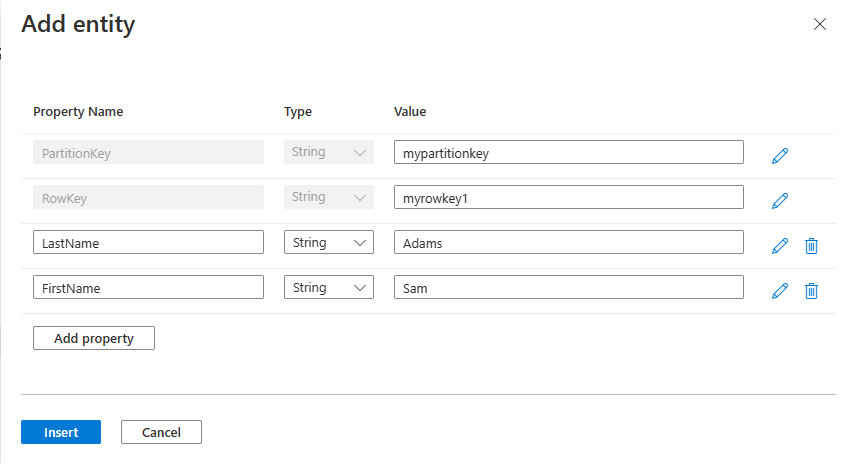 Add entity
Property Name Type Value
PartitionKey String mypartitionkey
RowKey String myrowkey1
LastName String Adams
FirstName String Sam
Add property
Insert Cancel